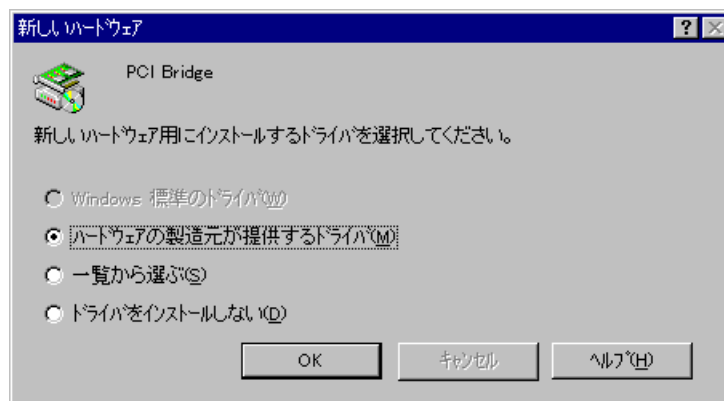 新しいハードウェア
PCI Bridge
新しいハードウェア用にインストールするドライバを選択してください。
Windows 標準のドライバ(W)
ハードウェアの製造元が提供するドライバ(M)
一覧から選ぶ(S)
ドライバをインストールしない(D)
OK キャンセル ヘルプ(H)